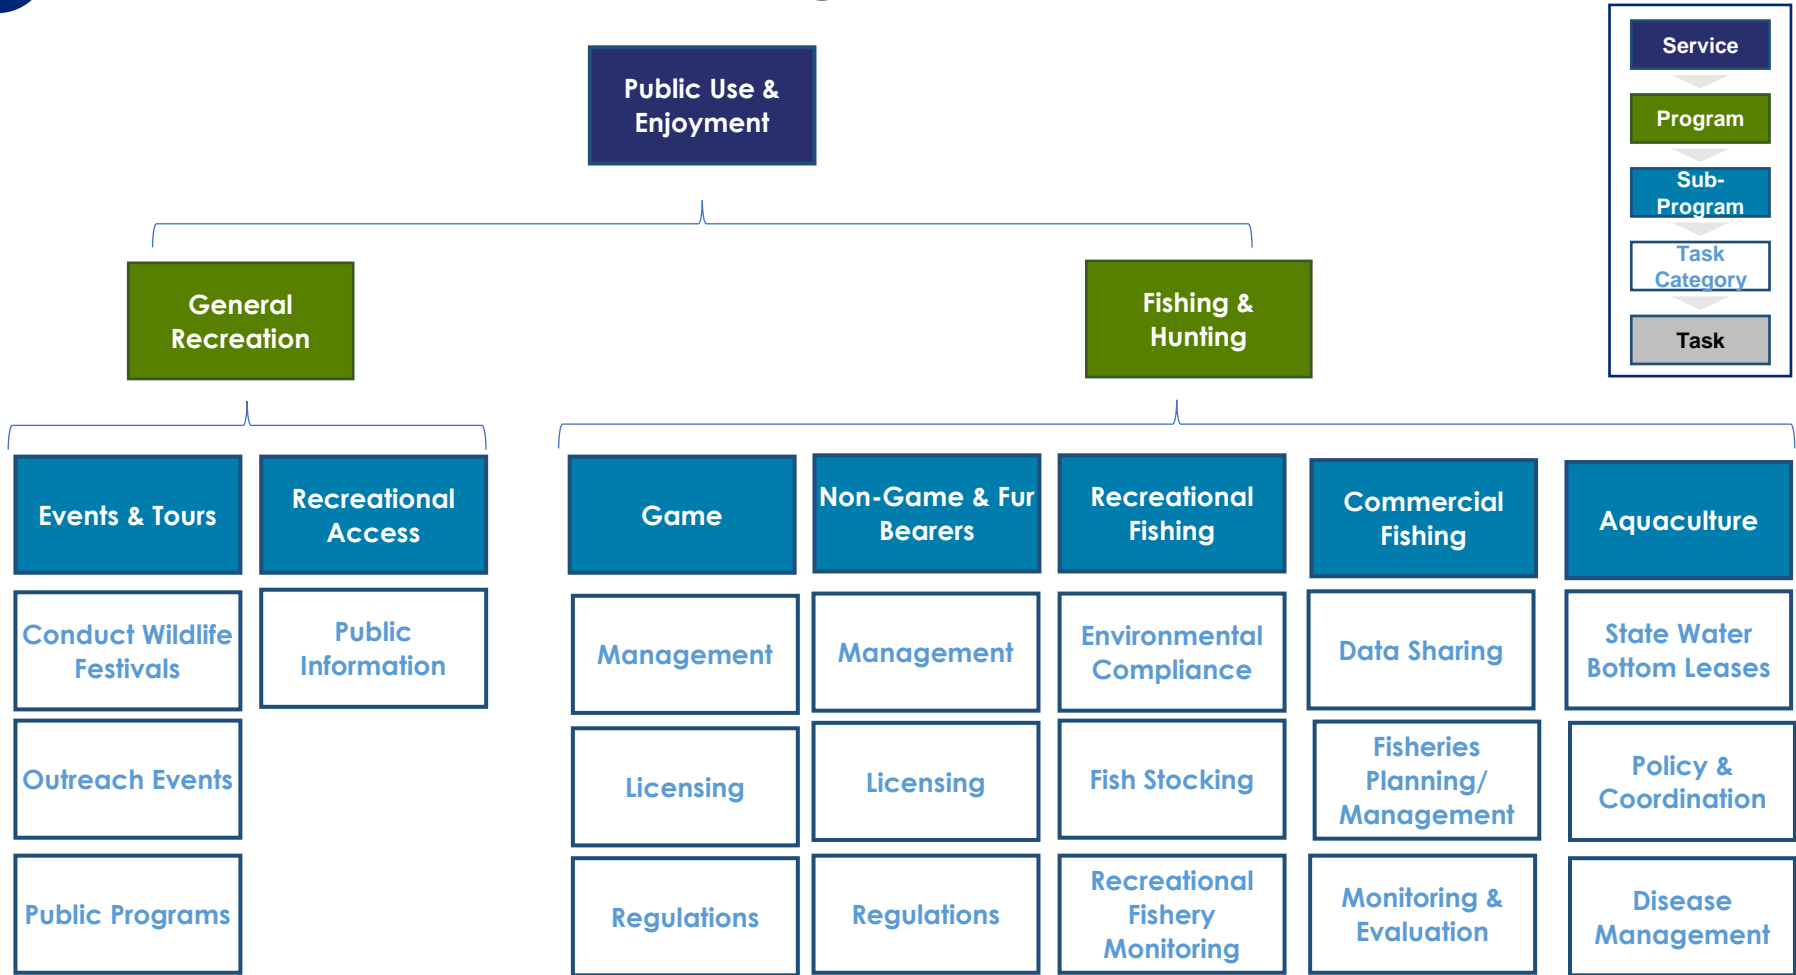 Public Use &
Enjoyment
Service
Program
Sub-
Program
Task
Category
Task
General
Recreation
Fishing &
Hunting
Events & Tours
Recreational
Access
Game
Non-Game & Fur
Bearers
Recreational
Fishing
Commercial
Fishing
Aquaculture
Conduct Wildlife
Festivals
Public
Information
Management
Management
Environmental
Compliance
Data Sharing
State Water
Bottom Leases
Outreach Events
Licensing
Licensing
Fish Stocking
Fisheries
Planning/
Management
Policy &
Coordination
Public Programs
Regulations
Regulations
Recreational
Fishery
Monitoring
Monitoring &
Evaluation
Disease
Management